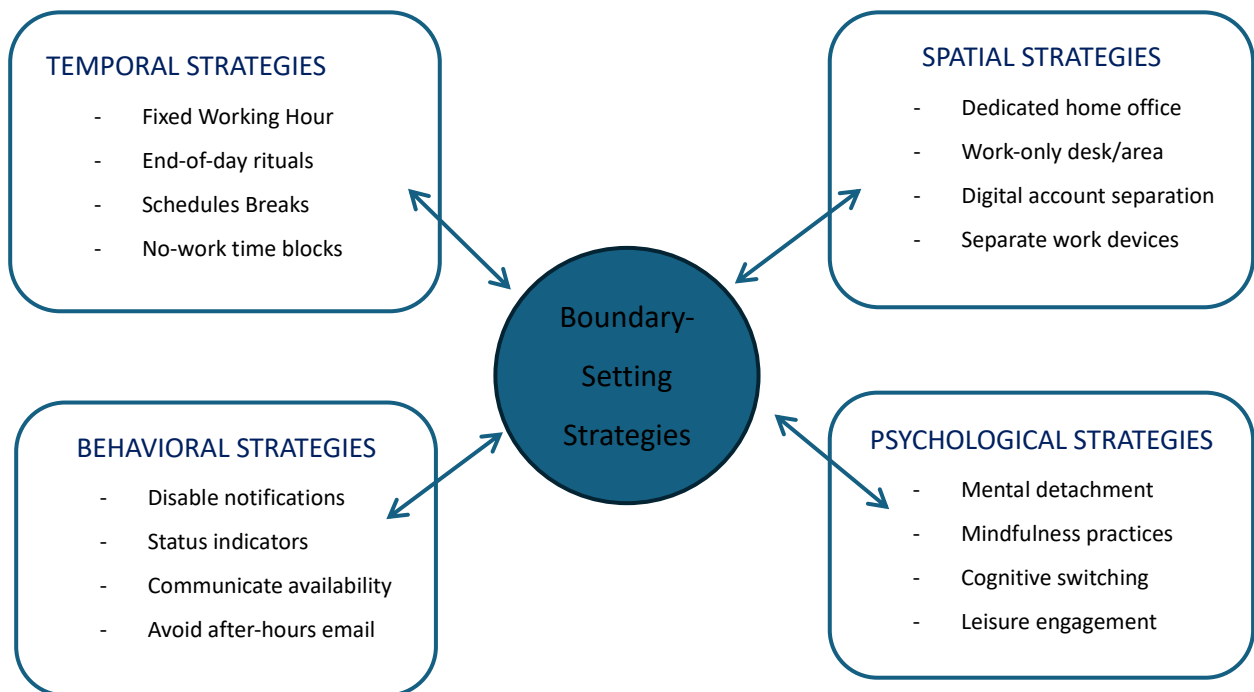 TEMPORAL STRATEGIES
- Fixed Working Hour
- End-of-day rituals
- Schedules Breaks
- No-work time blocks
SPATIAL STRATEGIES
- Dedicated home office
- Work-only desk/area
- Digital account separation
- Separate work devices
Boundary-
Setting
Strategies
BEHAVIORAL STRATEGIES
- Disable notifications
- Status indicators
- Communicate availability
- Avoid after-hours email
PSYCHOLOGICAL STRATEGIES
- Mental detachment
- Mindfulness practices
- Cognitive switching
- Leisure engagement